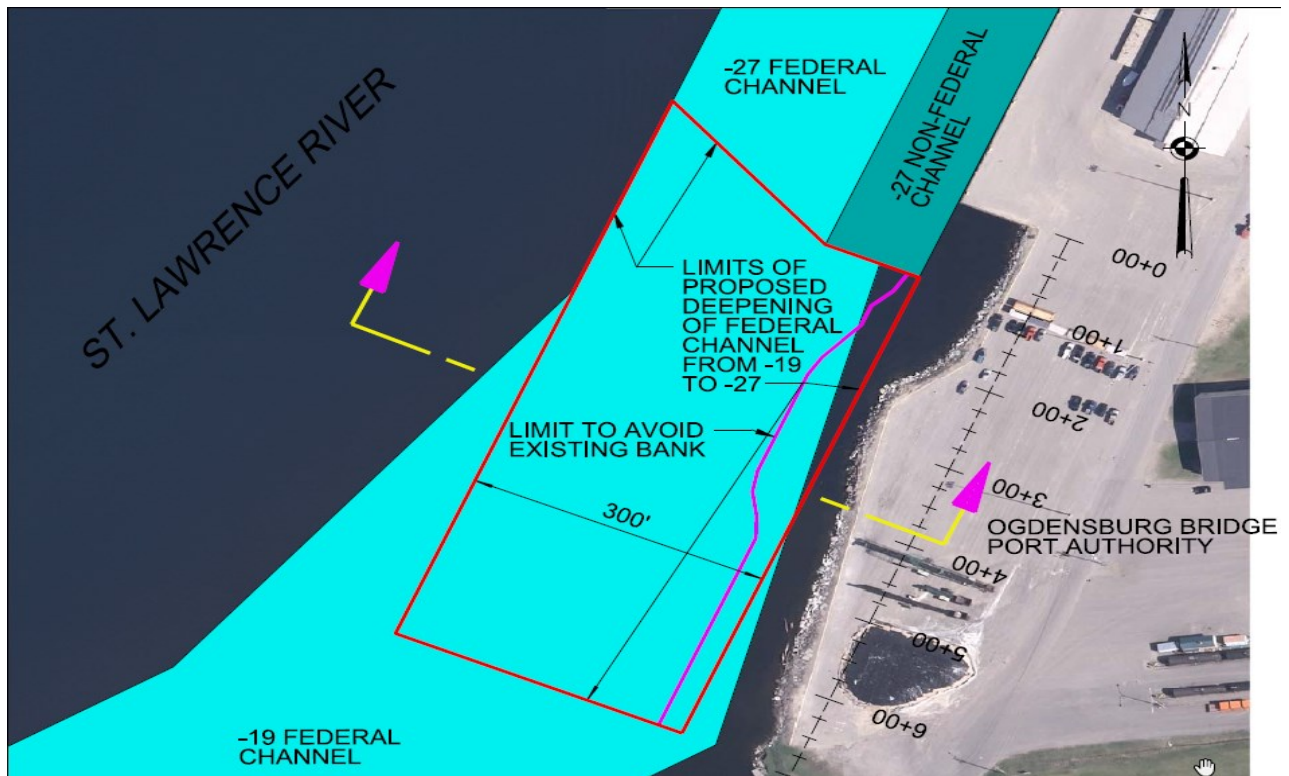 -27 FEDERAL
CHANNEL
-27 NON-FEDERAL
CHANNEL
N
ST. LAWRENCE RIVER
0+00
LIMITS OF
PROPOSED
DEEPENING
OF FEDERAL
CHANNEL
FROM -19
TO -27
1+00
2+00
LIMIT TO AVOID
EXISTING BANK
3+00
300'
OGDENSBURG BRIDGE
PORT AUTHORITY
4+00
5+00
6+00
-19 FEDERAL
CHANNEL